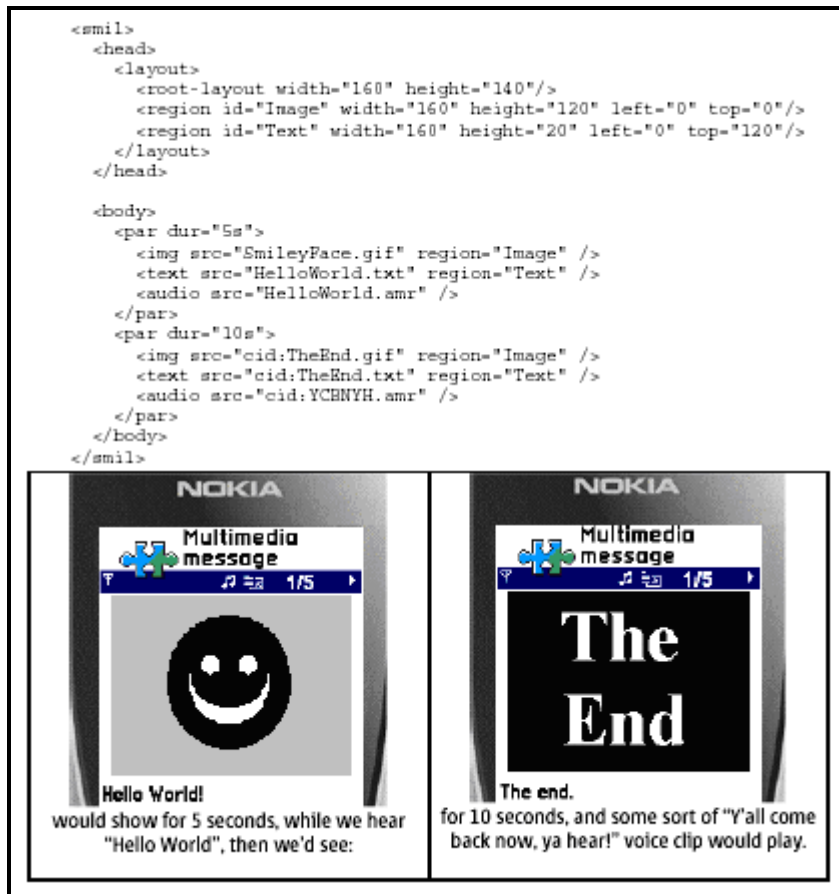 <smil>
<head>
<layout>
<root-layout width="160" height="140"/>
<region id="Image" width="160" height="120" left="0" top="0"/>
<region id="Text" width="160" height="20" left="0" top="120"/>
</layout>
</head>
<body>
<par dur="5s">
<img src="SmileyFace.gif" region="Image" />
<text src="HelloWorld.txt" region="Text" />
<audio src="HelloWorld.amr" />
</par>
<par dur="10s">
<img src="cid:TheEnd.gif" region="Image" />
<text src="cid:TheEnd.txt" region="Text" />
<audio src="cid:YCBNYH.amr" />
</par>
</body>
</smil>
NOKIA
Multimedia
message
1/5
Hello World!
would show for 5 seconds, while we hear
"Hello World", then we'd see:
NOKIA
Multimedia
message
1/5
The
End
The end.
for 10 seconds, and some sort of "Y'all come
back now, ya hear!" voice clip would play.